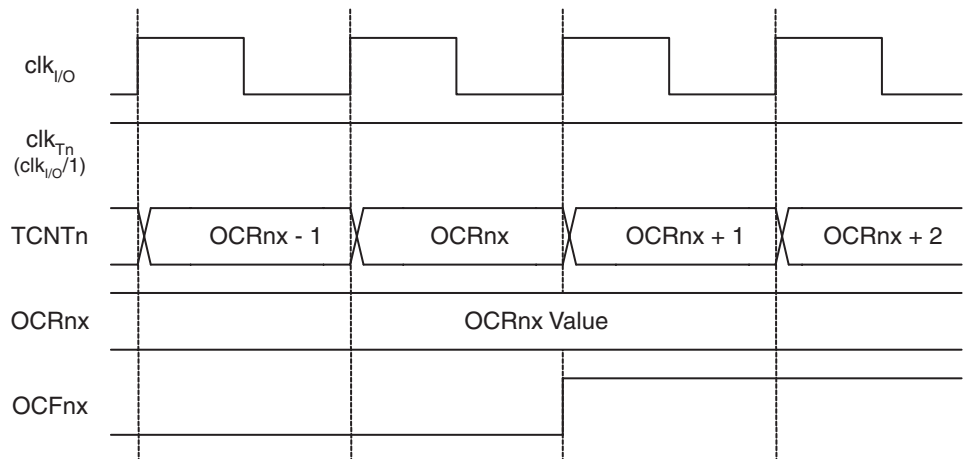 clkI/O
clkTn
(clkI/O/1)
TCNTn OCRnx - 1 OCRnx OCRnx + 1 OCRnx + 2
OCRnx OCRnx Value
OCFnx